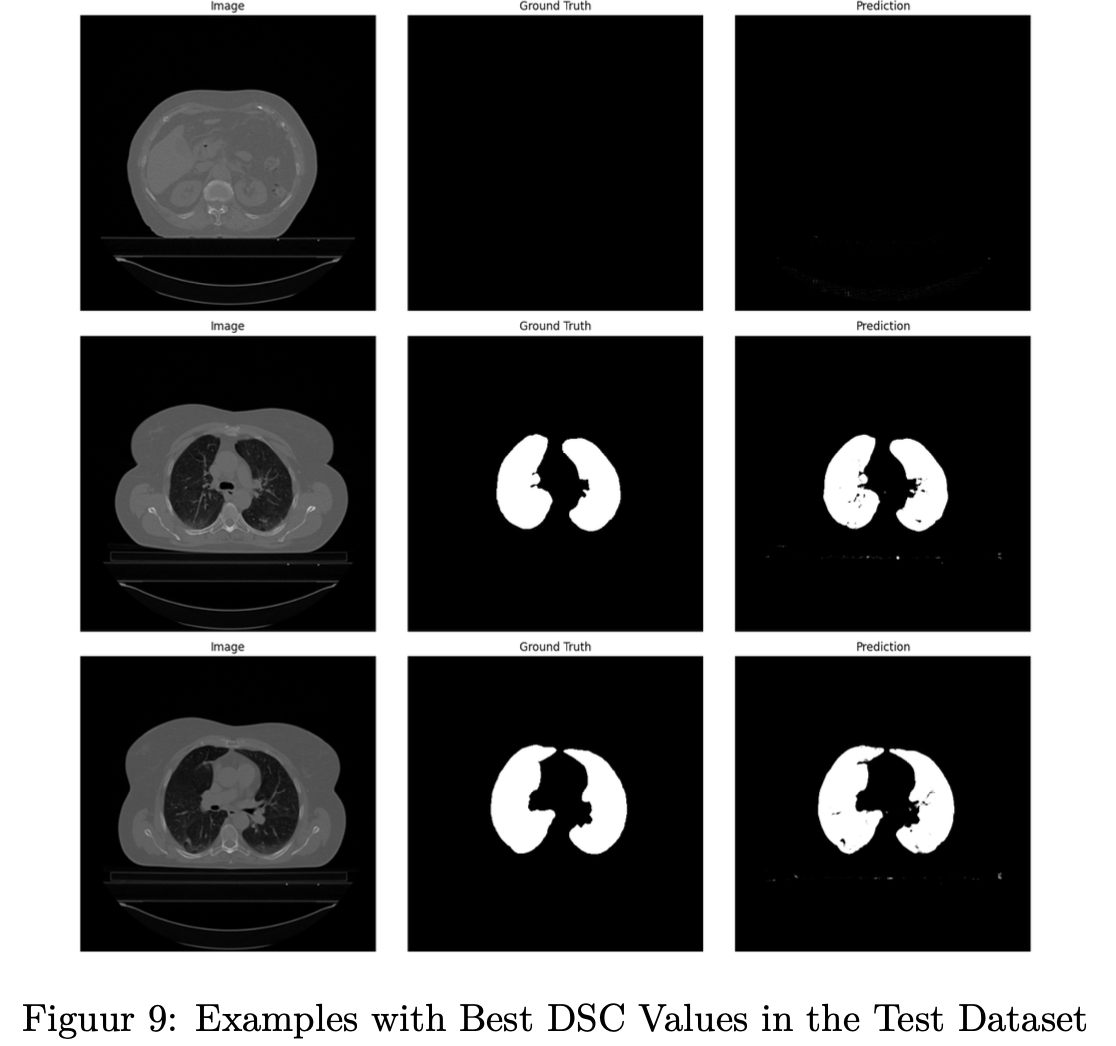 Image Ground Truth Prediction
Image Ground Truth Prediction
Image Ground Truth Prediction
Figuur 9: Examples with Best DSC Values in the Test Dataset